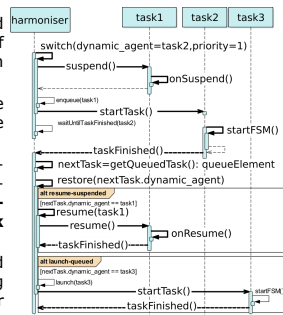 harmoniser task1 task2 task3
switch(dynamic_agent=task2,priority=1)
suspend()
onSuspend()
enqueue(task1)
startTask()
waitUntilTaskFinished(task2)
startFSM()
taskFinished()
nextTask=getQueuedTask(): queueElement
restore(nextTask.dynamic_agent)
alt resume-suspended
[nextTask.dynamic_agent == task1]
resume(task1)
resume()
onResume()
taskFinished()
alt launch-queued
[nextTask.dynamic_agent == task3]
launch(task3)
startTask()
startFSM()
taskFinished()